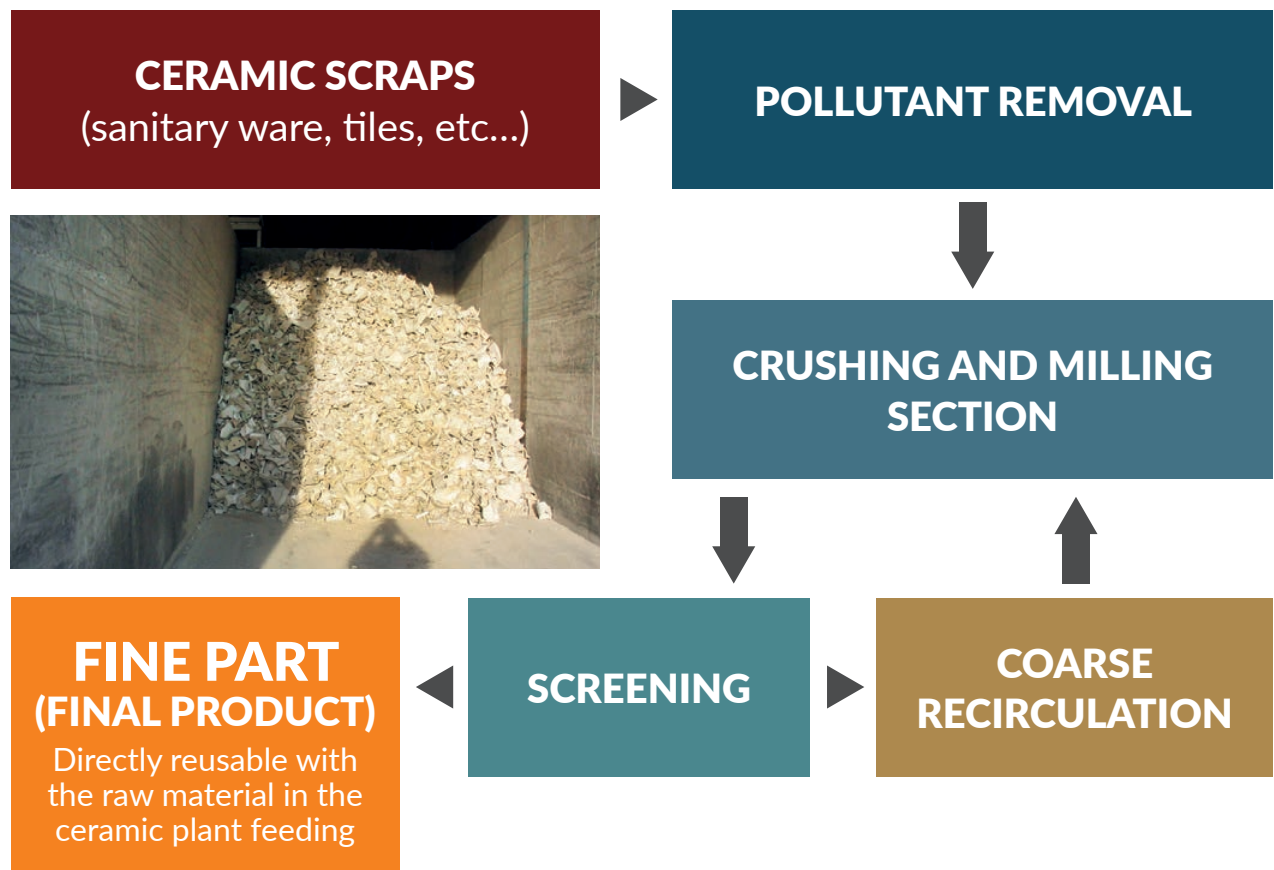 CERAMIC SCRAPS
(sanitary ware, tiles, etc...)
POLLUTANT REMOVAL
CRUSHING AND MILLING
SECTION
FINE PART
(FINAL PRODUCT)
Directly reusable with
the raw material in the
ceramic plant feeding
SCREENING
COARSE
RECIRCULATION